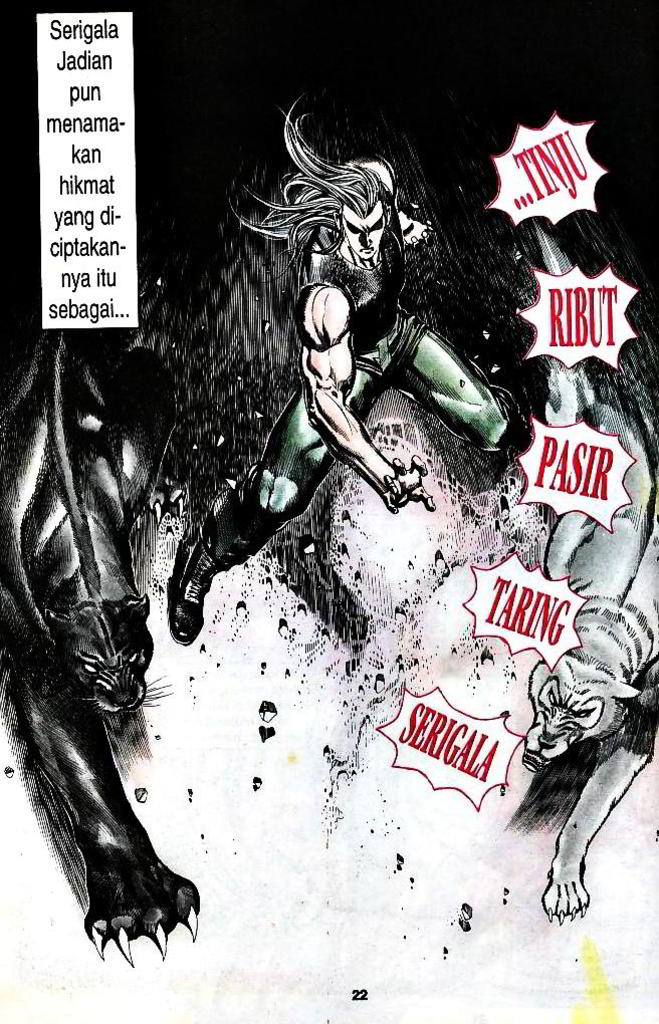 Serigala
Jadian
pun
menama-
kan
hikmat
yang di-
ciptakan-
nya itu
sebagai...
...TINJU
RIBUT
PASIR
TARING
SERIGALA
22